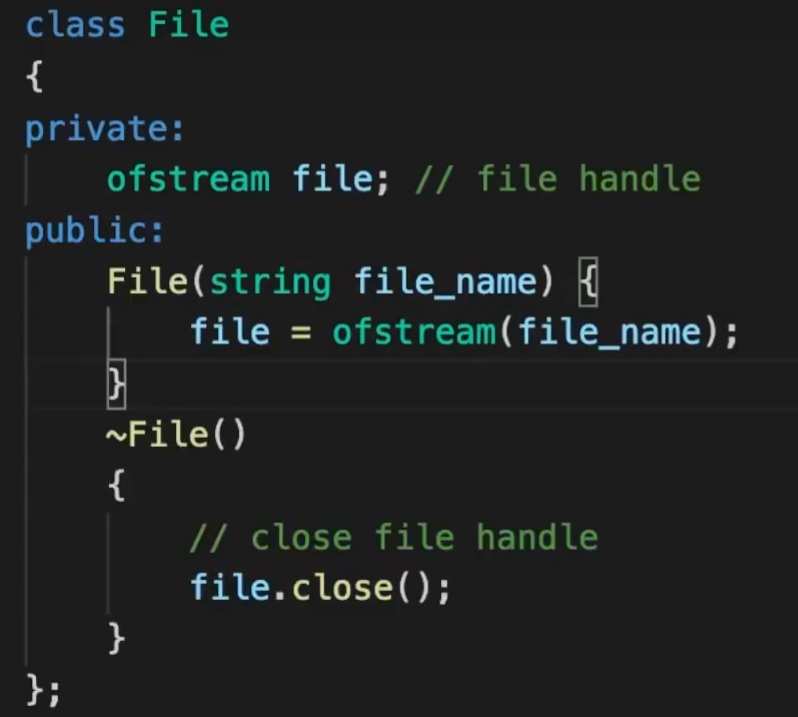 class File
{
private:
    ofstream file; // file handle
public:
    File(string file_name) {
        file = ofstream(file_name);
    }
    ~File()
    {
        // close file handle
        file.close();
    }
};